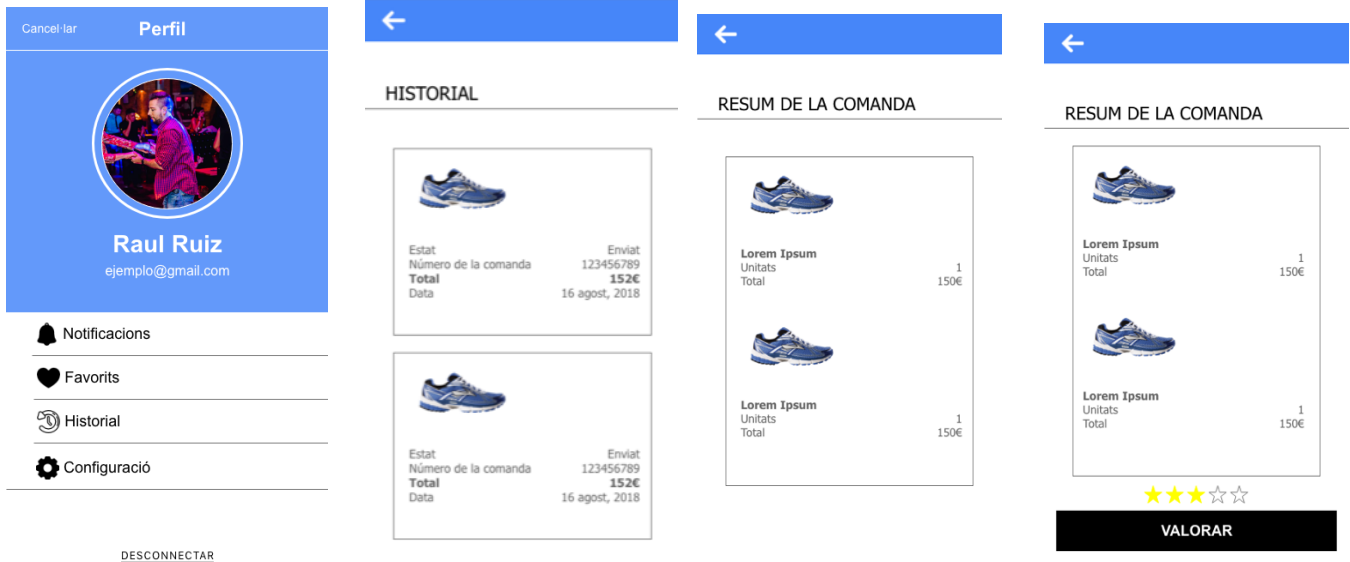 Cancel·lar Perfil
Raul Ruiz
ejemplo@gmail.com
Notificacions
Favorits
Historial
Configuració
DESCONNECTAR
HISTORIAL
Estat Enviat
Número de la comanda 123456789
Total 152€
Data 16 agost, 2018
Estat Enviat
Número de la comanda 123456789
Total 152€
Data 16 agost, 2018
RESUM DE LA COMANDA
Lorem Ipsum
Unitats 1
Total 150€
Lorem Ipsum
Unitats 1
Total 150€
RESUM DE LA COMANDA
Lorem Ipsum
Unitats 1
Total 150€
Lorem Ipsum
Unitats 1
Total 150€
VALORAR